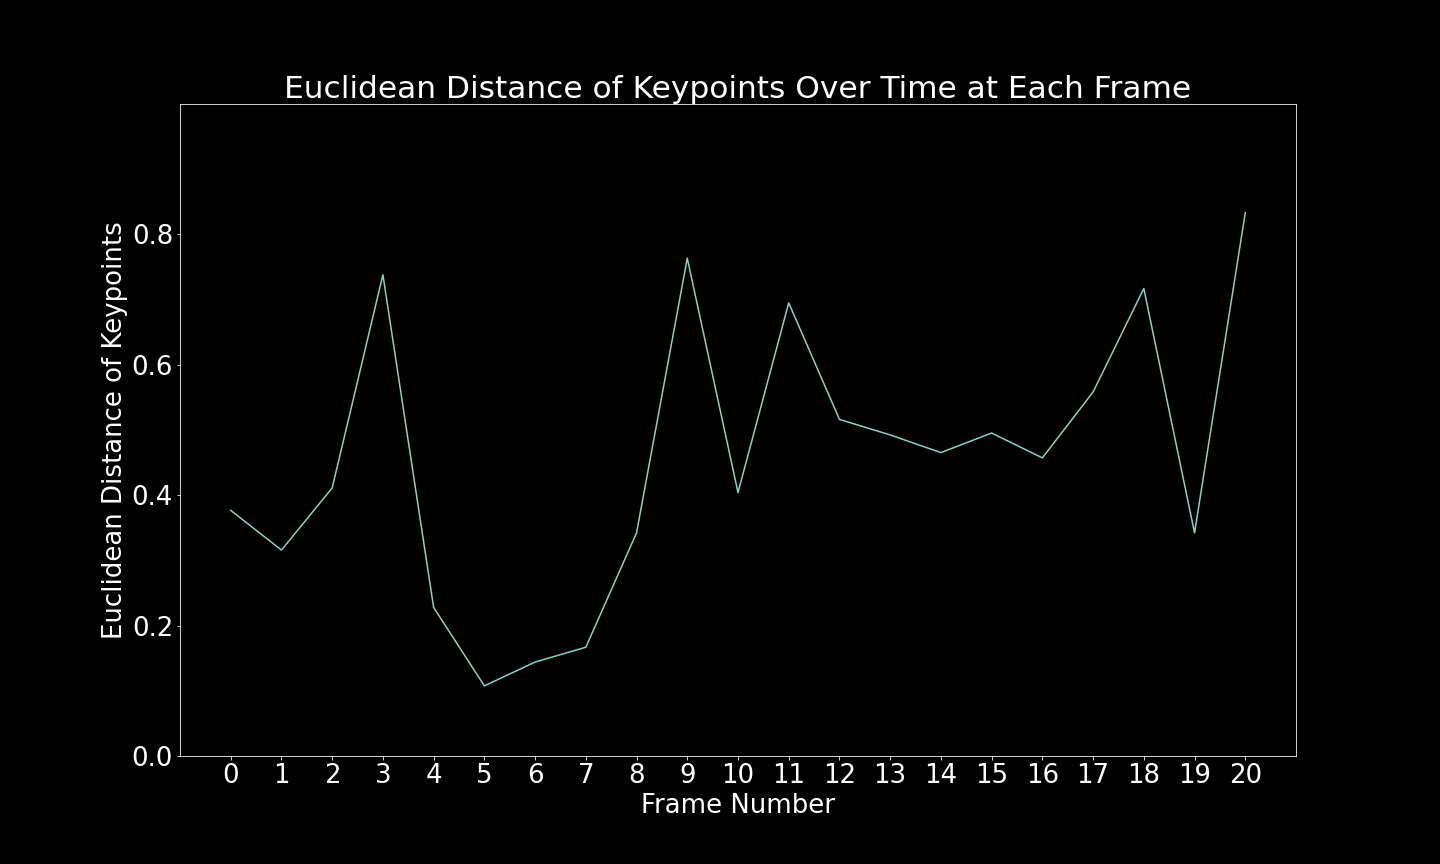 Euclidean Distance of Keypoints Over Time at Each Frame
Euclidean Distance of Keypoints
0.8
0.6
0.4
0.2
0.0
0 1 2 3 4 5 6 7 8 9 10 11 12 13 14 15 16 17 18 19 20
Frame Number